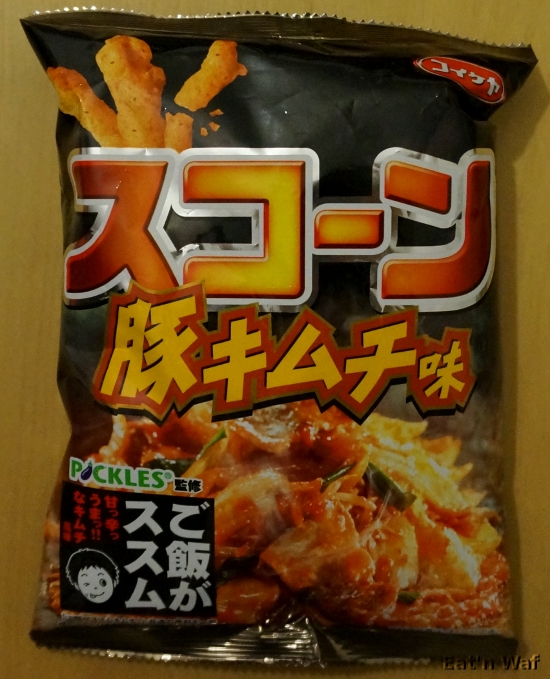 コイケヤ
スコーン
豚キムチ味
PICKLES®監修
ご飯が
ススム
甘っ辛っ
うまっ!!
なキムチ
Eat'n Waf